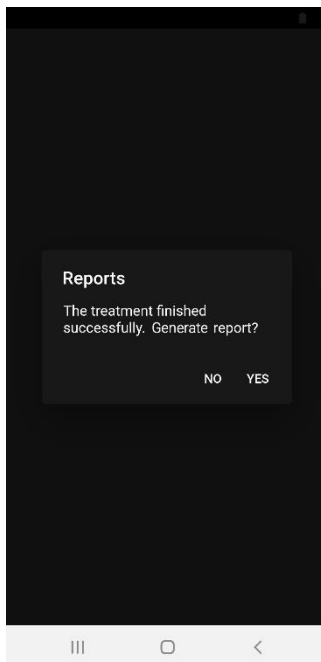 Reports
The treatment finished
successfully. Generate report?
NO YES